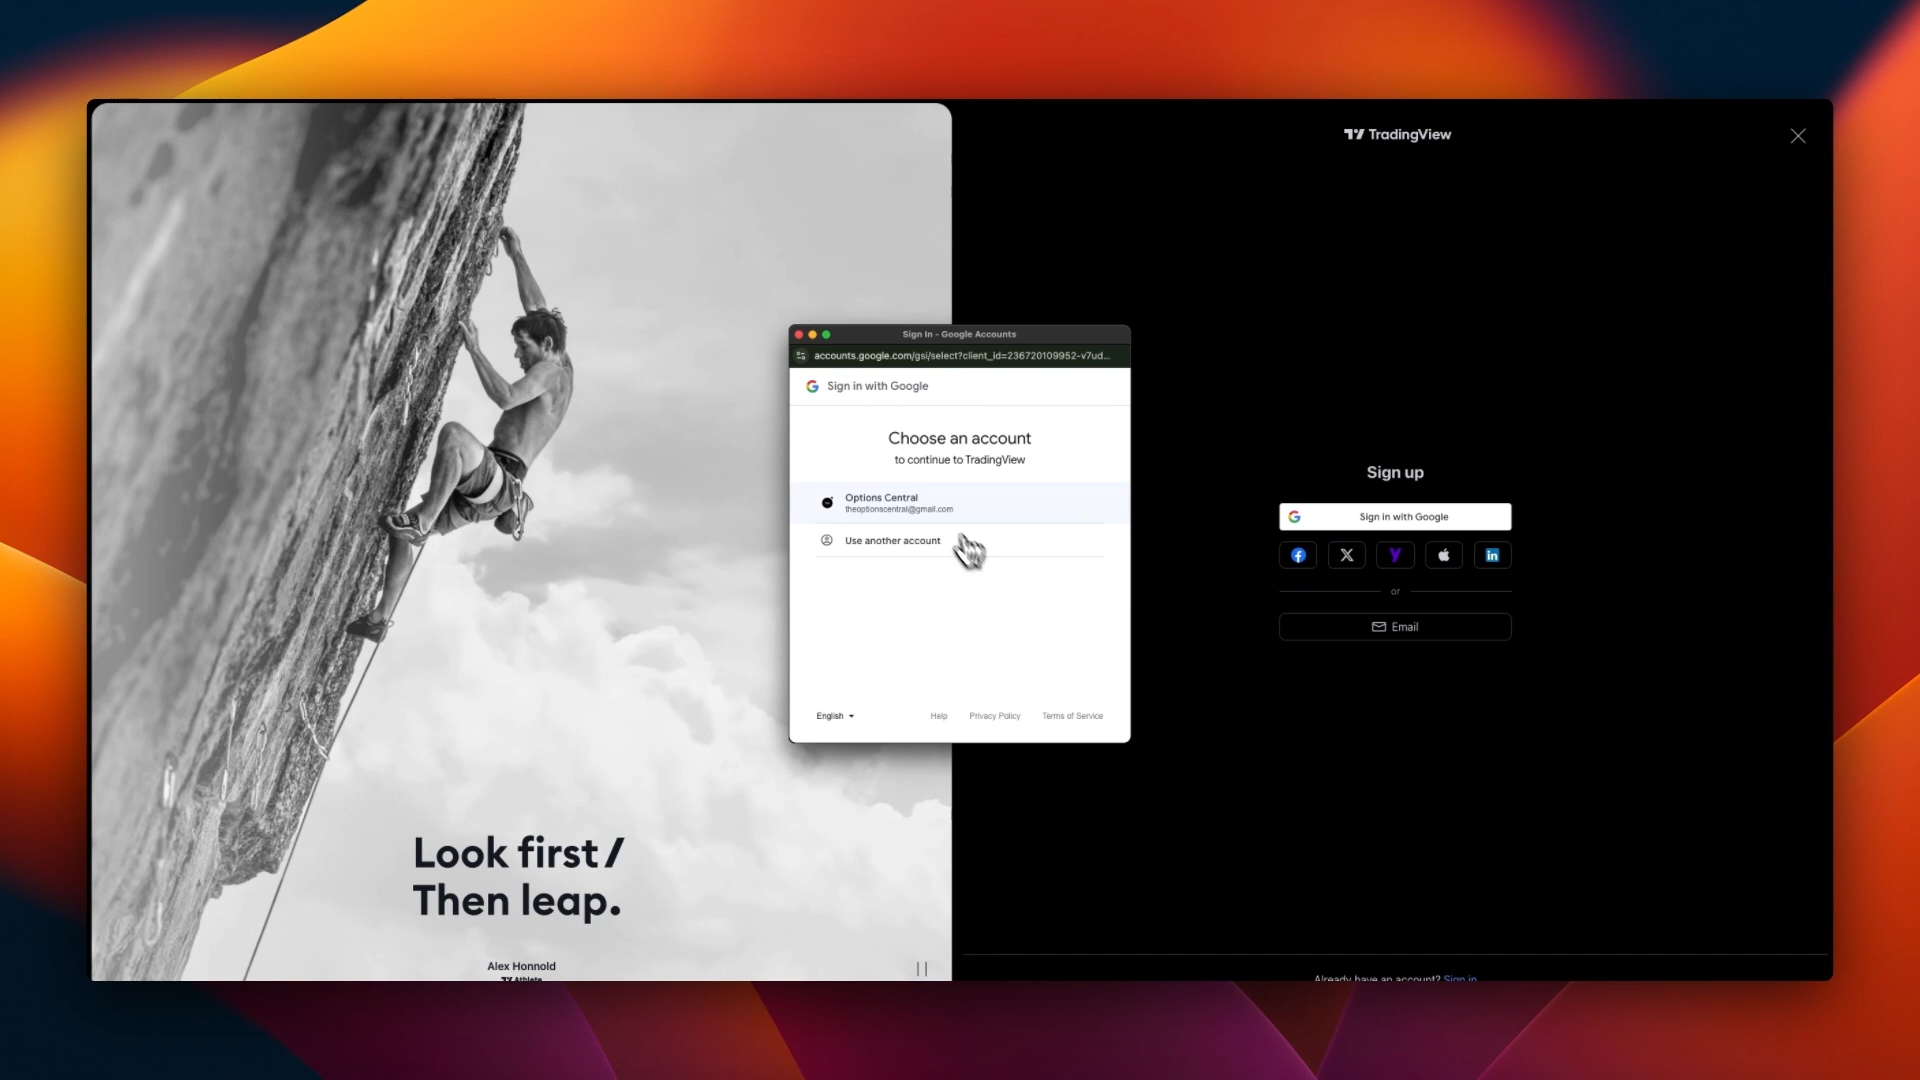 TradingView
Sign In - Google Accounts
accounts.google.com/gsi/select?client_id=236720109952-v7ud...
Sign in with Google
Choose an account
to continue to TradingView
Options Central
theoptionscentral@gmail.com
Use another account
English
Help
Privacy Policy
Terms of Service
Sign up
Sign in with Google
or
Email
Look first/
Then leap.
Alex Honnold
Athlete
Already have an account? Sign in